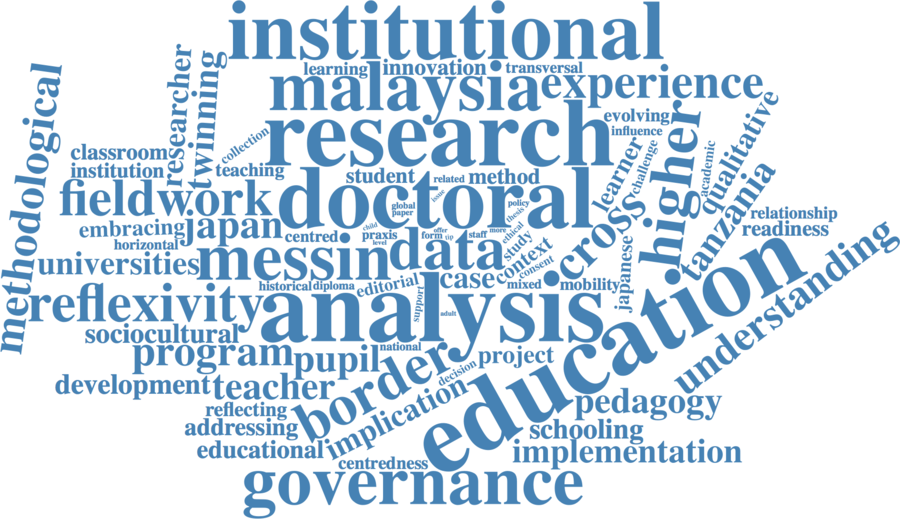 institutional
learning innovation transversal
malaysia experience
researcher
twinning
methodological
collection
research
evolving
influence
classroom
institution
teaching
student
related
method
learner
challenge
higher
academic
qualitative
fieldwork
doctoral
issue
global
paper
policy
thesis
cross
tanzania
relationship
readiness
embracing
japan
horizontal
centred
child
praxis
level
offer
form
tip
staff
more
ethical
study
universities
messin
data
context
consent
case
mixed
mobility
japanese
understanding
historical
diploma
editorial
support
adult
reflexivity
analysis
education
sociocultural
program
pupil
national
border
decision
project
development
teacher
implication
pedagogy
reflecting
addressing
schooling
educational
implementation
centredness
governance